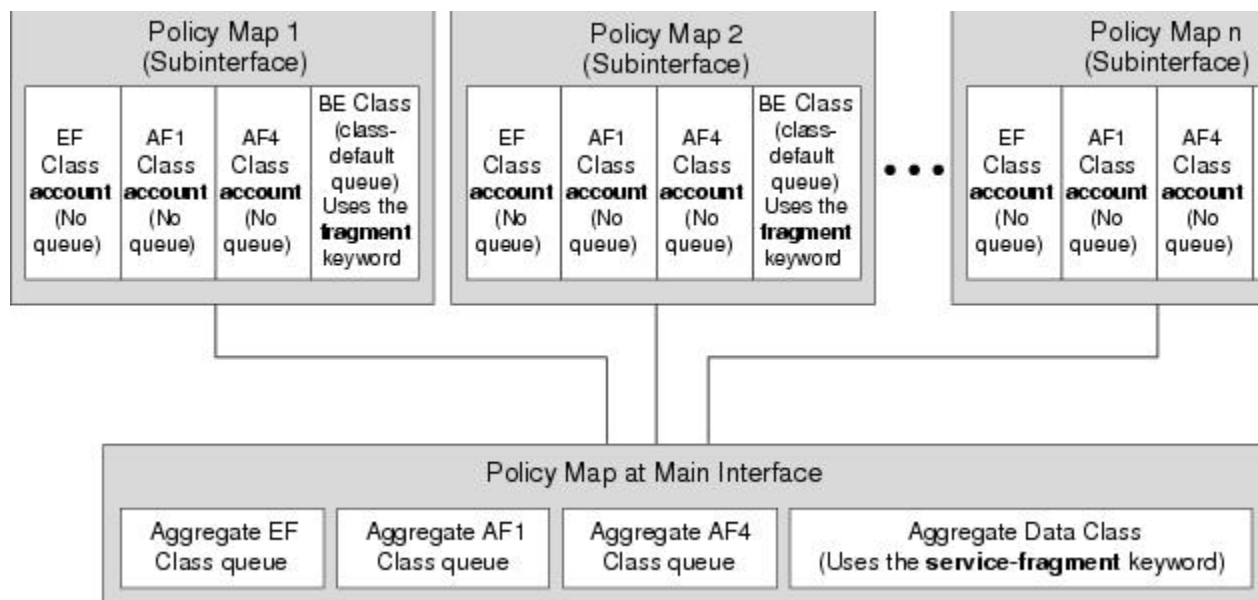 Policy Map 1
(Subinterface)
EF
Class
account
(No
queue)
AF1
Class
account
(No
queue)
AF4
Class
account
(No
queue)
BE Class
(class-
default
queue)
Uses the
fragment
keyword
Policy Map 2
(Subinterface)
EF
Class
account
(No
queue)
AF1
Class
account
(No
queue)
AF4
Class
account
(No
queue)
BE Class
(class-
default
queue)
Uses the
fragment
keyword
Policy Map n
(Subinterface)
EF
Class
account
(No
queue)
AF1
Class
account
(No
queue)
AF4
Class
account
(No
queue)
Policy Map at Main Interface
Aggregate EF
Class queue
Aggregate AF1
Class queue
Aggregate AF4
Class queue
Aggregate Data Class
(Uses the service-fragment keyword)